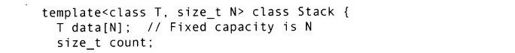 template<class T, size_t N> class Stack {
T data[N]; // Fixed capacity is N
size_t count;